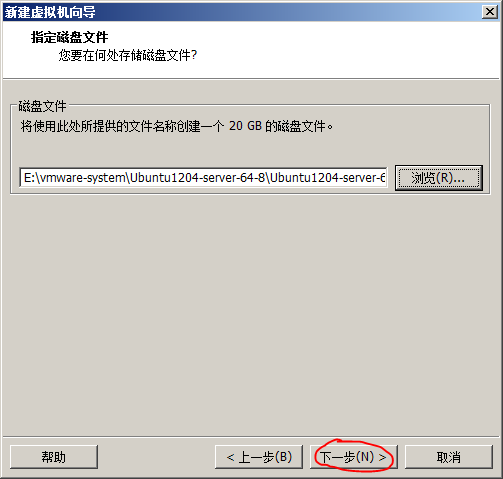 新建虚拟机向导
指定磁盘文件
您要在何处存储磁盘文件?
磁盘文件
将使用此处所提供的文件名称创建一个 20 GB 的磁盘文件。
E:\vmware-system\Ubuntu1204-server-64-8\Ubuntu1204-server-6
浏览(R)...
帮助
< 上一步(B)
下一步(N) >
取消